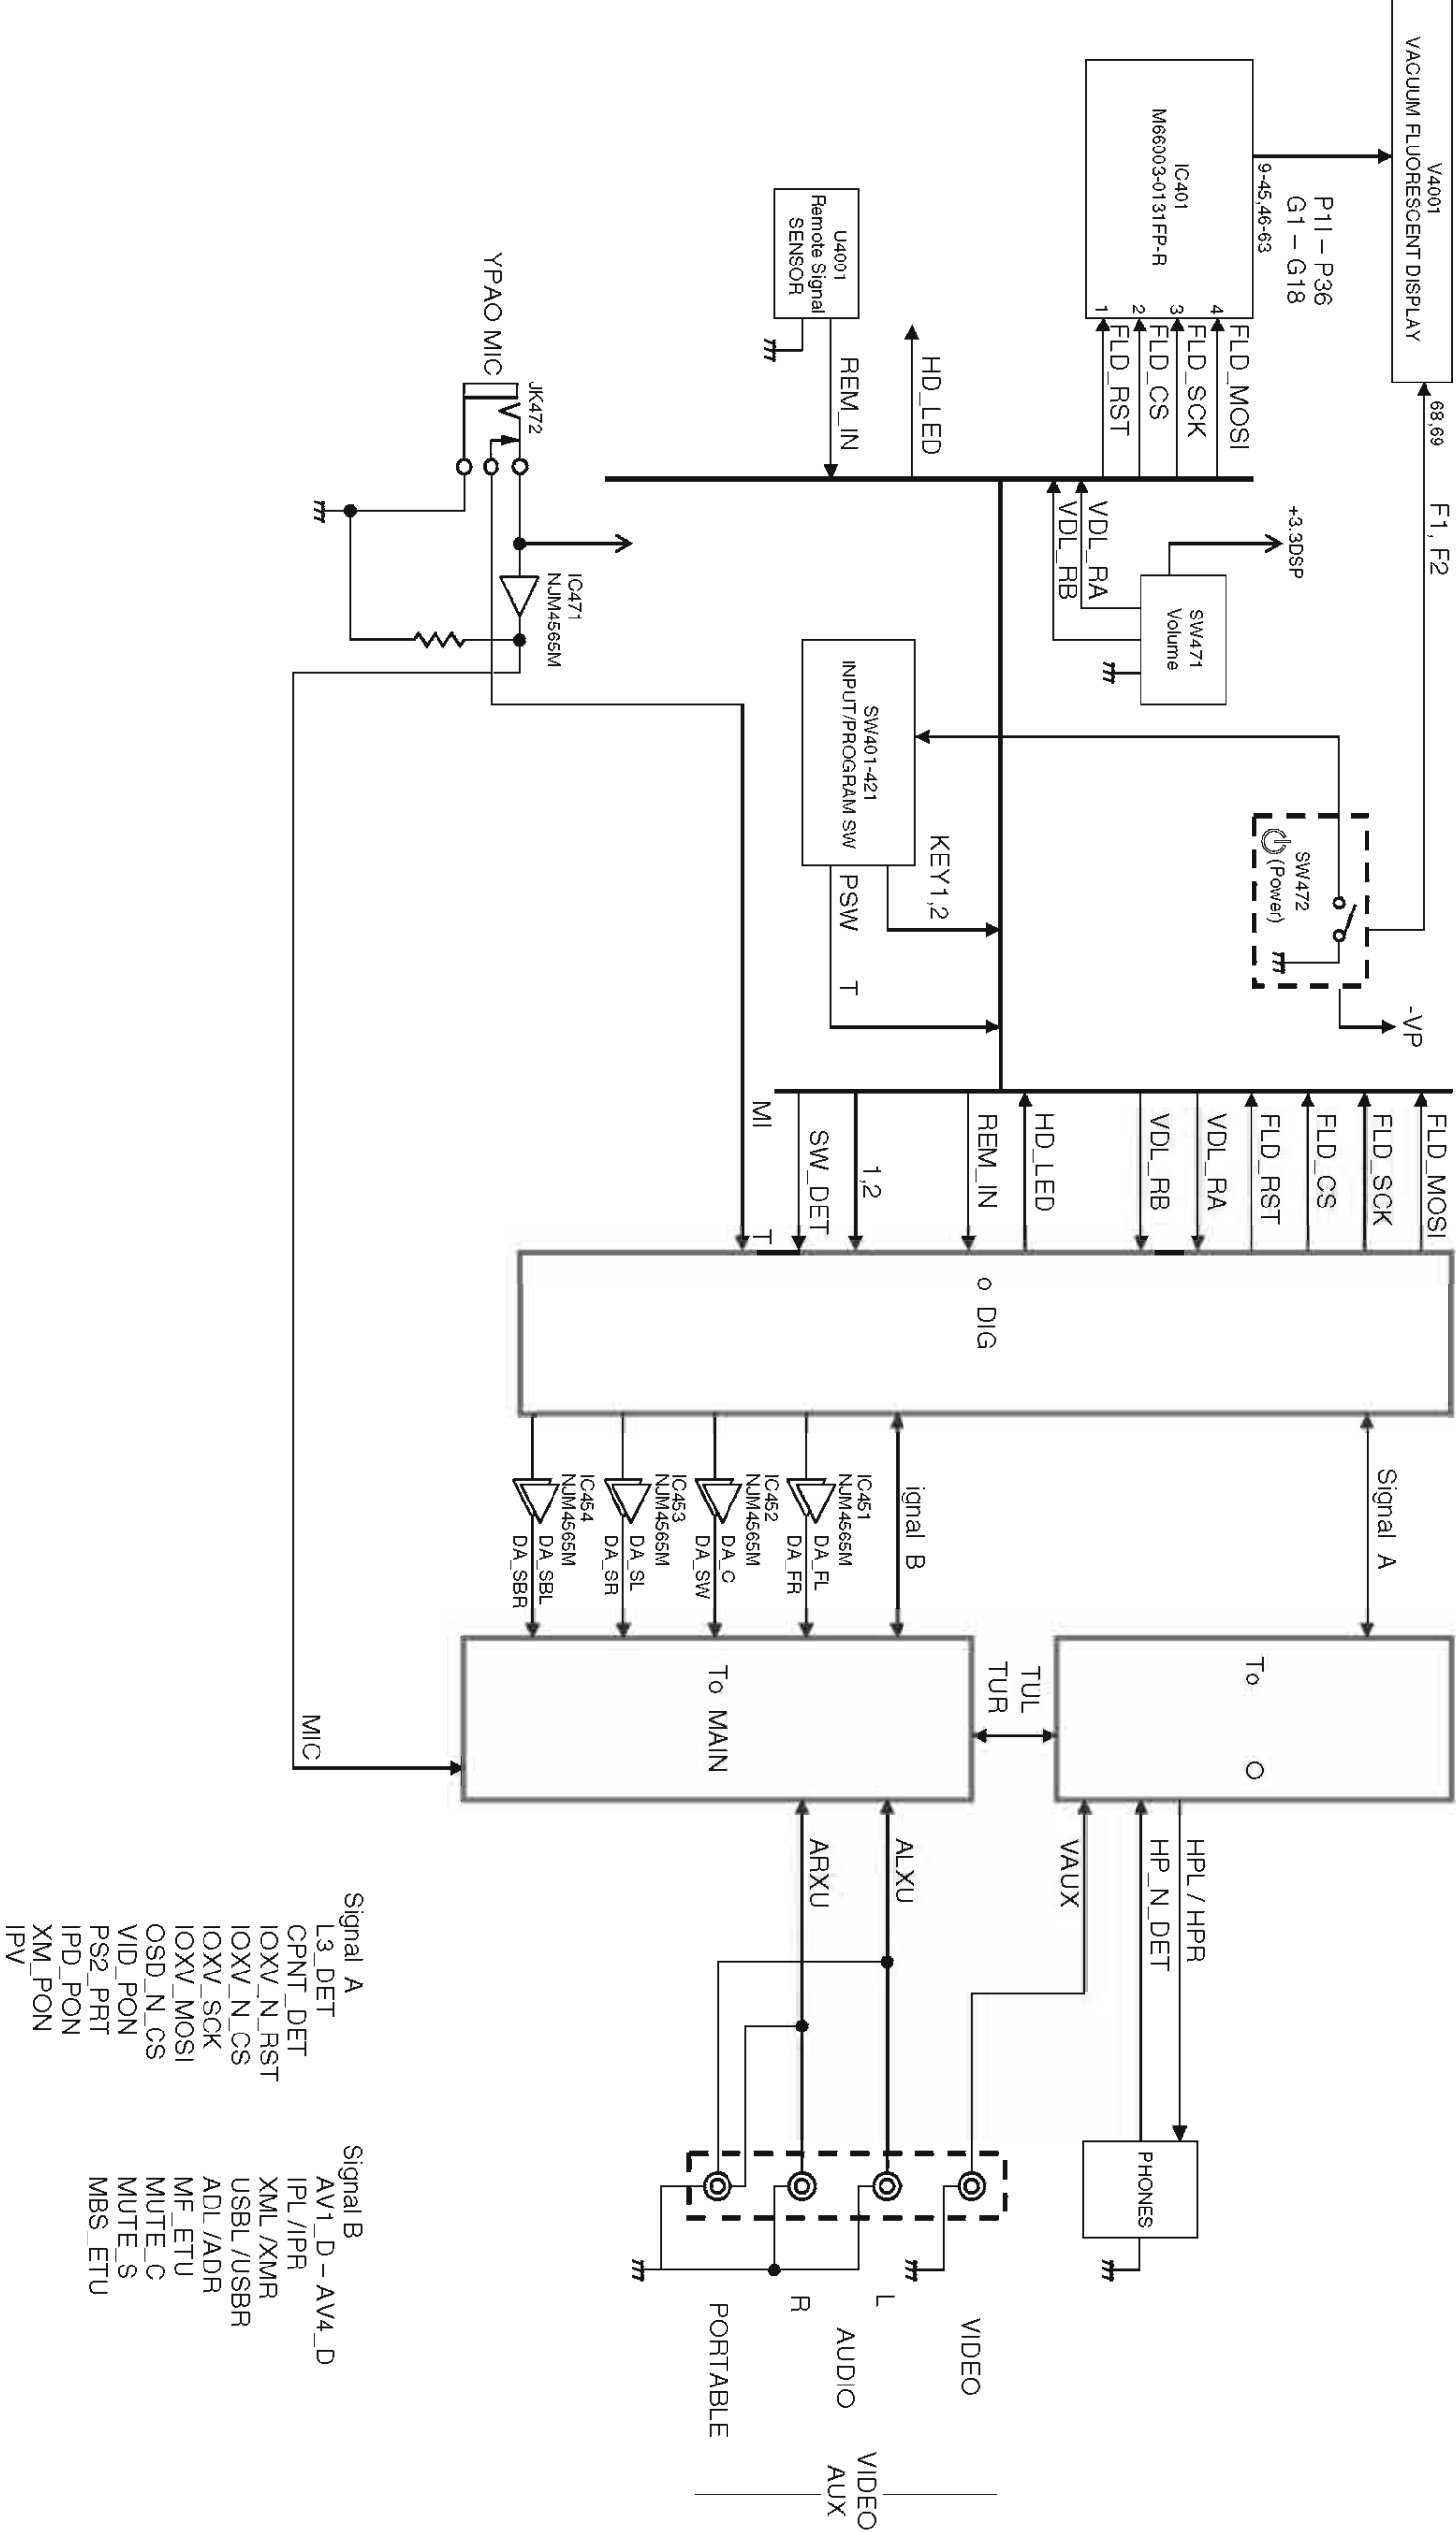 V4001
VACUUM FLUORESCENT DISPLAY
68,69
F1, F2
-VP
P1I – P36
G1 – G18
9-45,46-63
IC401
M66003-0131FP-R
4
3
2
1
FLD_MOSI
FLD_SCK
FLD_CS
FLD_RST
+3.3DSP
SW471
Volume
VDL_RA
VDL_RB
SW472
(Power)
U4001
Remote Signal
SENSOR
HD_LED
REM_IN
SW401-421
INPUT/PROGRAM SW
KEY1,2
PSW
T
YPAO MIC
JK472
IC471
NJM4565M
FLD_MOSI
FLD_SCK
FLD_CS
FLD_RST
VDL_RA
VDL_RB
HD_LED
REM_IN
1,2
SW_DET
MI
T
o DIG
Signal A
ignal B
IC451
NJM4565M
DA_FL
DA_FR
IC452
NJM4565M
DA_C
DA_SW
IC453
NJM4565M
DA_SL
DA_SR
IC454
NJM4565M
DA_SBL
DA_SBR
To O
TUL
TUR
To MAIN
MIC
HPL / HPR
HP_N_DET
VAUX
ALXU
ARXU
PHONES
VIDEO
L
AUDIO
R
PORTABLE
VIDEO
AUX
Signal A
L3_DET
CPNT_DET
IOXV_N_RST
IOXV_N_CS
IOXV_SCK
IOXV_MOSI
OSD_N_CS
VID_PON
PS2_PRT
IPD_PON
XM_PON
IPV
Signal B
AV1_D – AV4_D
IPL /IPR
XML /XMR
USBL /USBR
ADL /ADR
MF_ETU
MUTE_C
MUTE_S
MBS_ETU